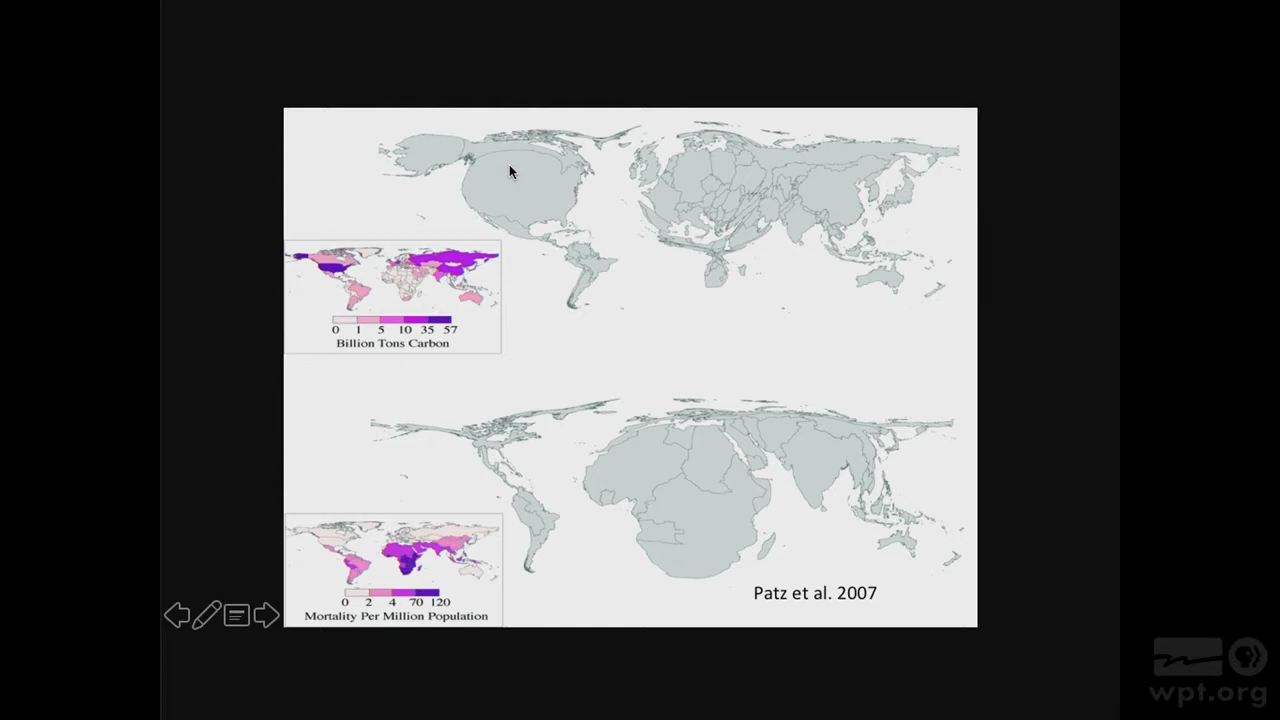 0 1 5 10 35 57
Billion Tons Carbon
0 2 4 70 120
Mortality Per Million Population
Patz et al. 2007
wpt.org